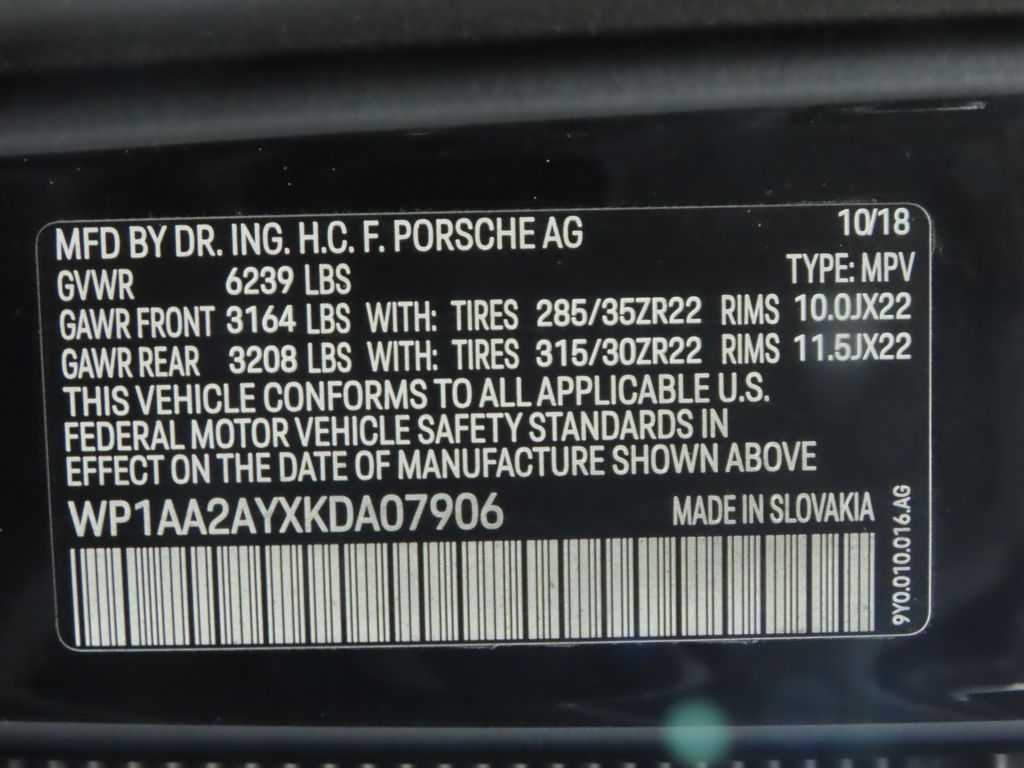 MFD BY DR. ING. H.C. F. PORSCHE AG 10/18
GVWR 6239 LBS TYPE: MPV
GAWR FRONT 3164 LBS WITH: TIRES 285/35ZR22 RIMS 10.0JX22
GAWR REAR 3208 LBS WITH: TIRES 315/30ZR22 RIMS 11.5JX22
THIS VEHICLE CONFORMS TO ALL APPLICABLE U.S.
FEDERAL MOTOR VEHICLE SAFETY STANDARDS IN
EFFECT ON THE DATE OF MANUFACTURE SHOWN ABOVE
WP1AA2AYXKDA07906 MADE IN SLOVAKIA
9Y0.010.016.AG